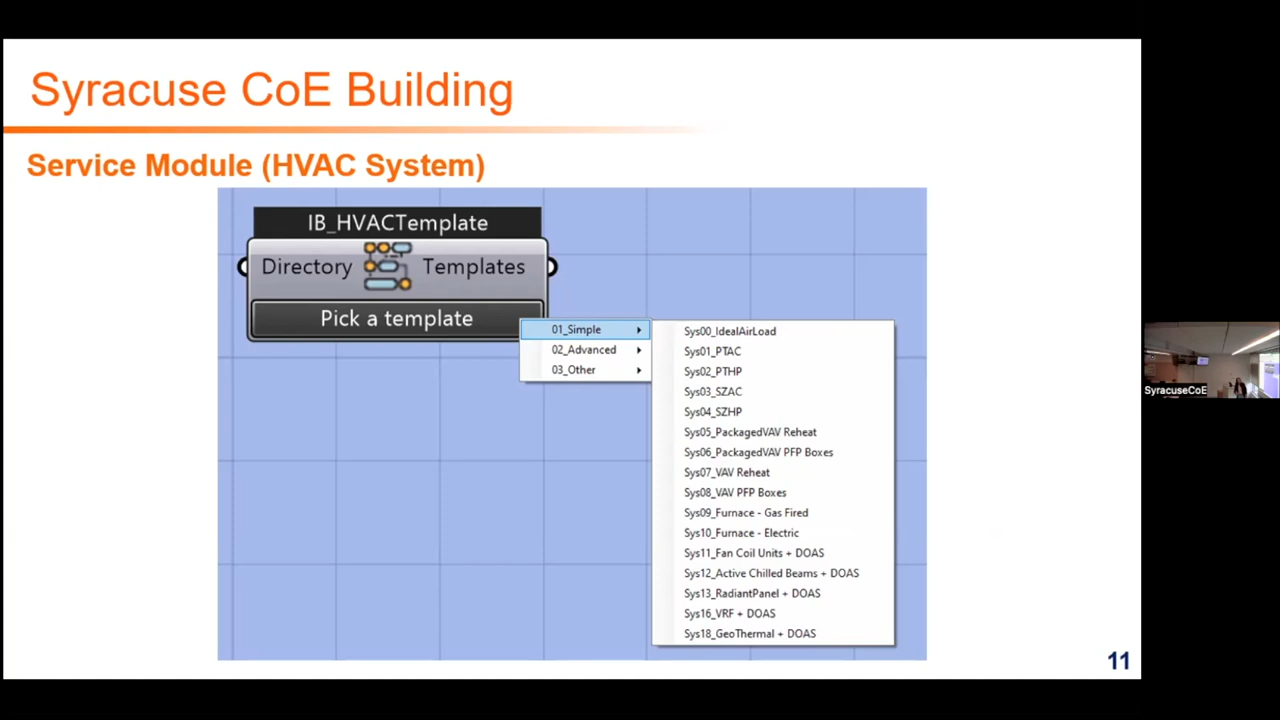 Syracuse CoE Building
Service Module (HVAC System)
IB_HVACTemplate
Directory
Templates
Pick a template
01_Simple
02_Advanced
03_Other
Sys00_IdealAirLoad
Sys01_PTAC
Sys02_PTHP
Sys03_SZAC
Sys04_SZHP
Sys05_PackagedVAV Reheat
Sys06_PackagedVAV PFP Boxes
Sys07_VAV Reheat
Sys08_VAV PFP Boxes
Sys09_Furnace - Gas Fired
Sys10_Furnace - Electric
Sys11_Fan Coil Units + DOAS
Sys12_Active Chilled Beams + DOAS
Sys13_RadiantPanel + DOAS
Sys16_VRF + DOAS
Sys18_GeoThermal + DOAS
11
SyracuseCoE